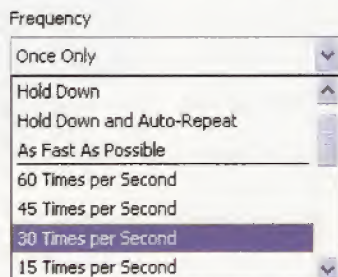 Frequency
Once Only
Hold Down
Hold Down and Auto-Repeat
As Fast As Possible
60 Times per Second
45 Times per Second
30 Times per Second
15 Times per Second